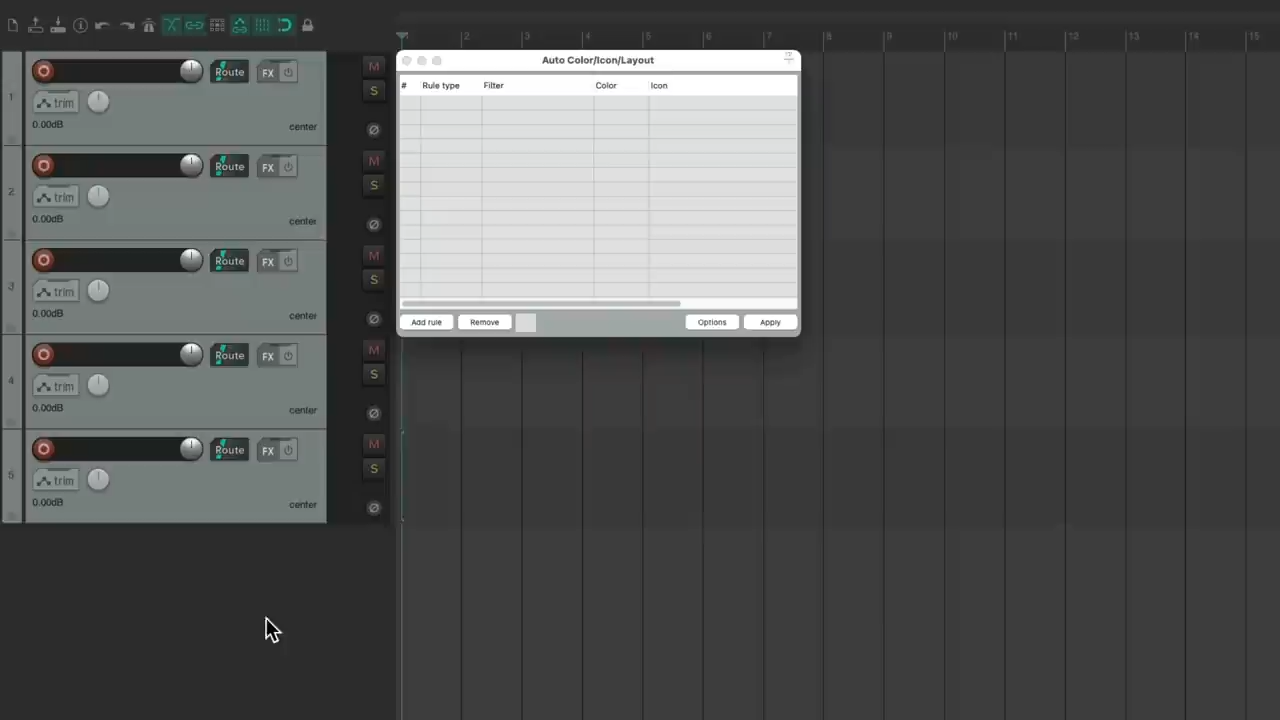 1 2 3 4 5 6 7 8 9 10 11 12 13 14 15
Auto Color/Icon/Layout
# Rule type Filter Color Icon
Add rule Remove Options Apply
1 Route FX M
trim S
0.00dB center Ø
2 Route FX M
trim S
0.00dB center Ø
3 Route FX M
trim S
0.00dB center Ø
4 Route FX M
trim S
0.00dB center Ø
5 Route FX M
trim S
0.00dB center Ø